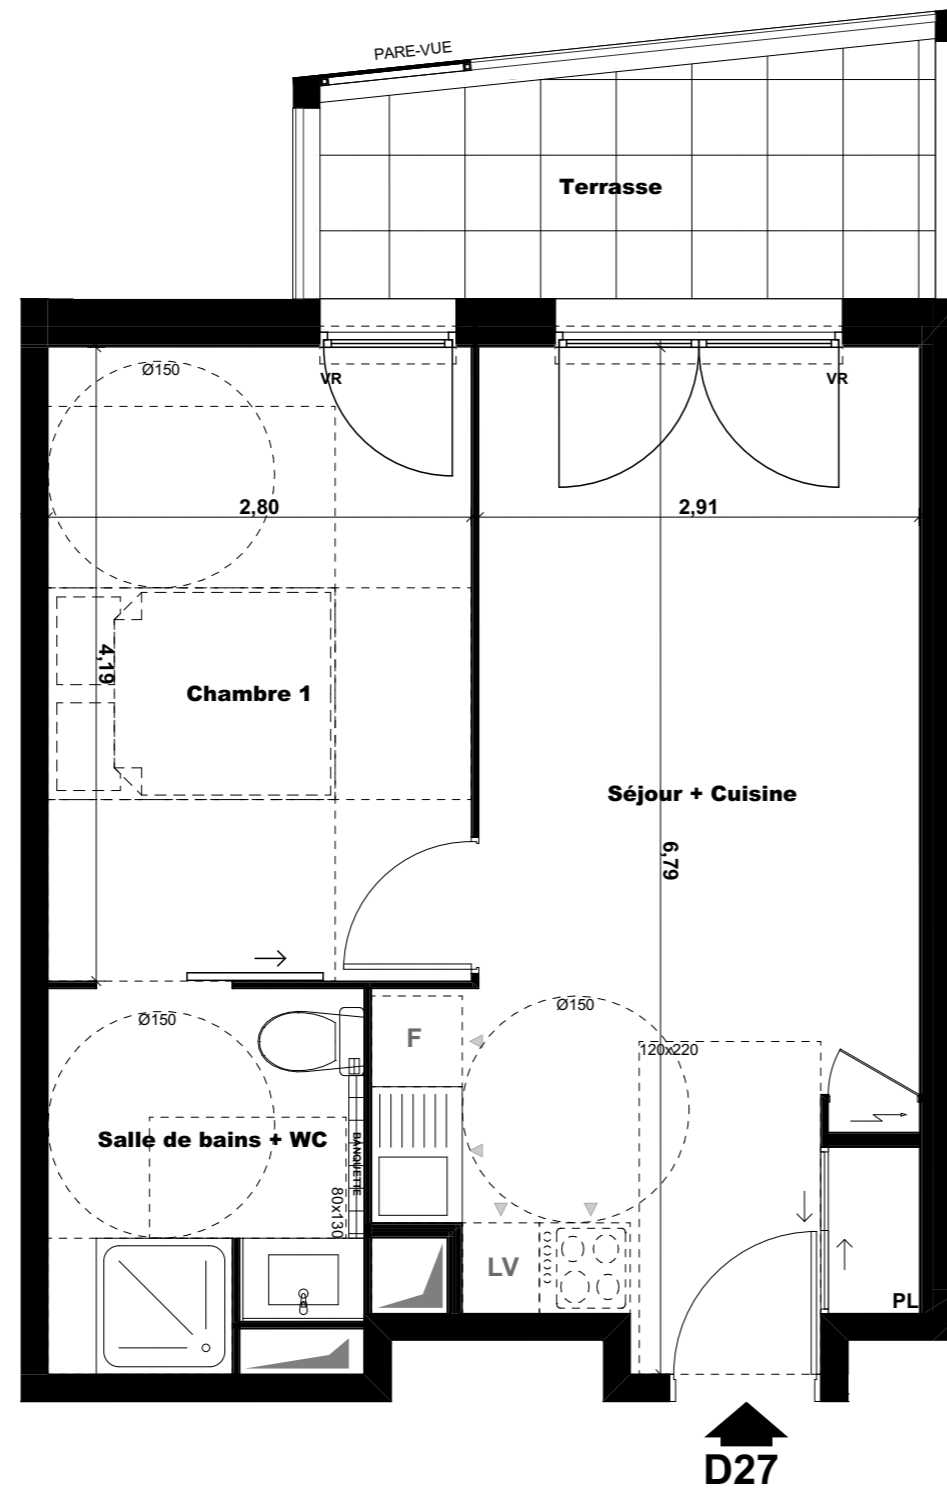 PARE-VUE
Terrasse
Ø150
VR
VR
2,80
2,91
4,19
Chambre 1
Séjour + Cuisine
6,79
Ø150
Ø150
F
120x220
Salle de bains + WC
BANQUETTE
80x130
LV
PL
D27